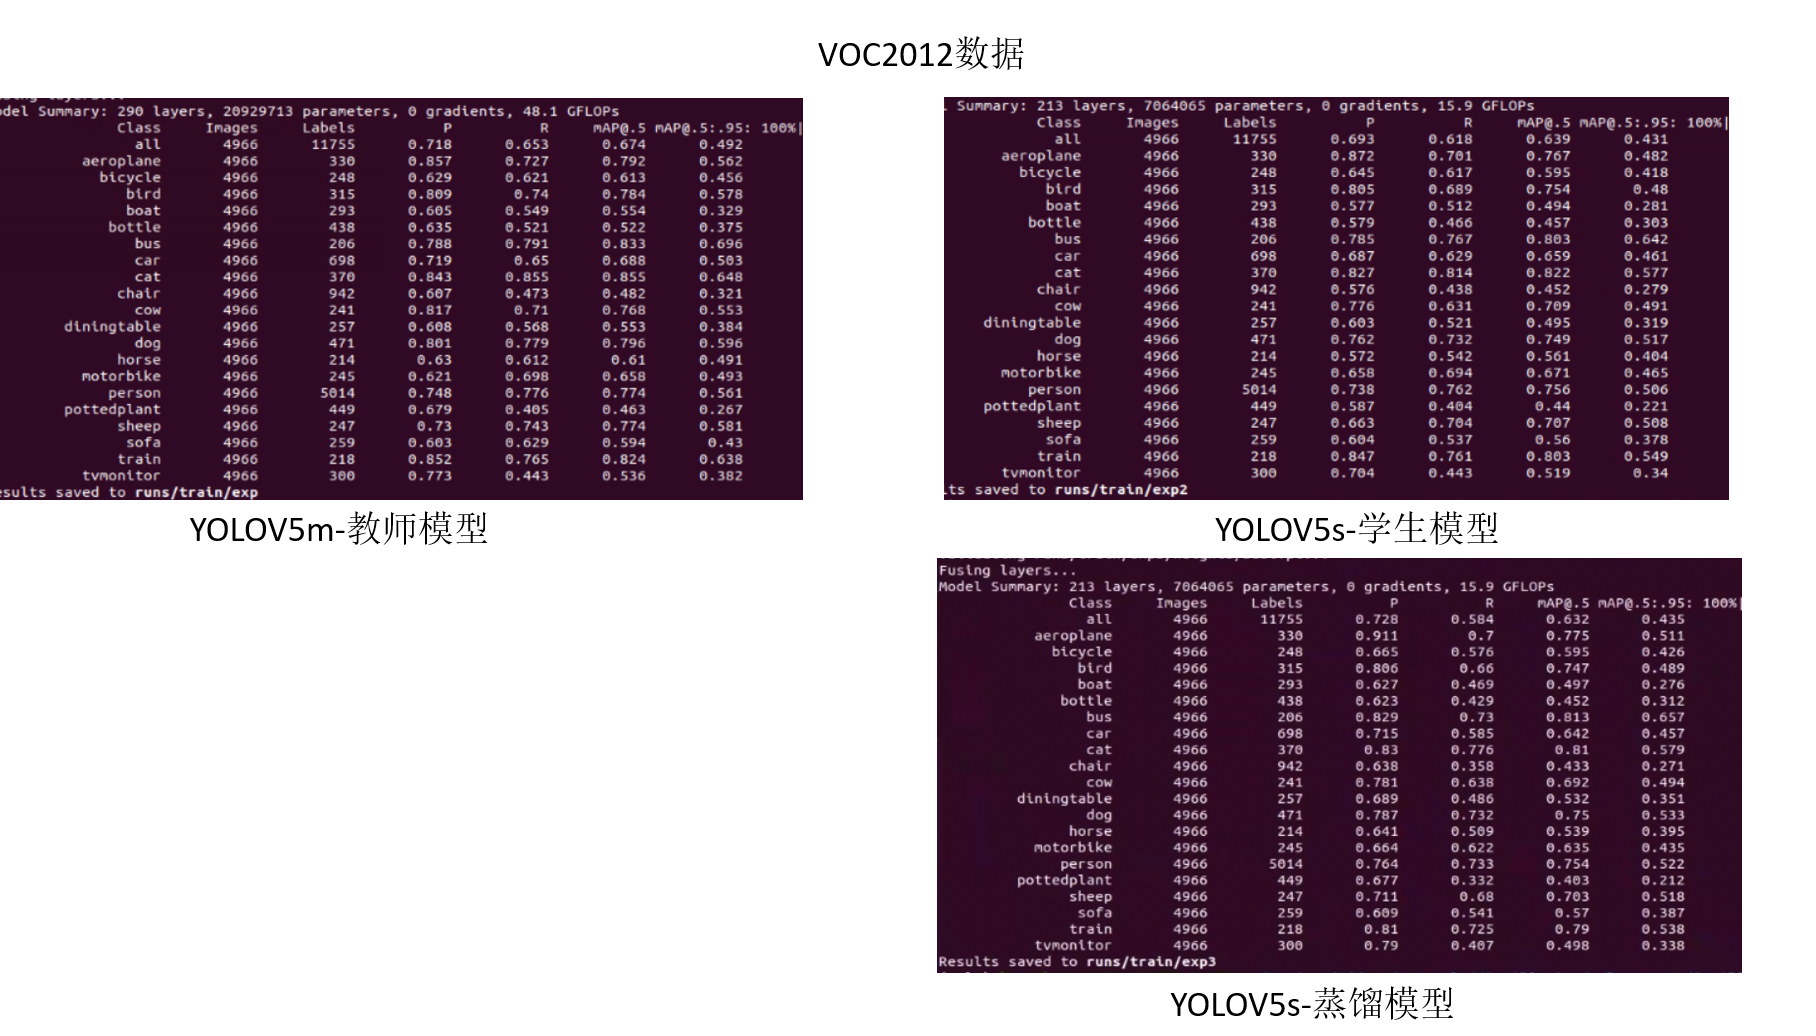 VOC2012数据
odel Summary: 290 layers, 20929713 parameters, 0 gradients, 48.1 GFLOPs
Class Images Labels P R mAP@.5 mAP@.5:.95: 100%|
all 4966 11755 0.718 0.653 0.674 0.492
aeroplane 4966 330 0.857 0.727 0.792 0.562
bicycle 4966 248 0.629 0.621 0.613 0.456
bird 4966 315 0.809 0.74 0.784 0.578
boat 4966 293 0.605 0.549 0.554 0.329
bottle 4966 438 0.635 0.521 0.522 0.375
bus 4966 206 0.788 0.791 0.833 0.696
car 4966 698 0.719 0.65 0.688 0.503
cat 4966 370 0.843 0.855 0.855 0.648
chair 4966 942 0.607 0.473 0.482 0.321
cow 4966 241 0.817 0.71 0.768 0.553
diningtable 4966 257 0.608 0.568 0.553 0.384
dog 4966 471 0.801 0.779 0.796 0.596
horse 4966 214 0.63 0.612 0.61 0.491
motorbike 4966 245 0.621 0.698 0.658 0.493
person 4966 5014 0.748 0.776 0.774 0.561
pottedplant 4966 449 0.679 0.405 0.463 0.267
sheep 4966 247 0.73 0.743 0.774 0.581
sofa 4966 259 0.603 0.629 0.594 0.43
train 4966 218 0.852 0.765 0.824 0.638
tvmonitor 4966 300 0.773 0.443 0.536 0.382
esults saved to runs/train/exp
YOLOV5m-教师模型
Summary: 213 layers, 7064065 parameters, 0 gradients, 15.9 GFLOPs
Class Images Labels P R mAP@.5 mAP@.5:.95: 100%|
all 4966 11755 0.693 0.618 0.639 0.431
aeroplane 4966 330 0.872 0.701 0.767 0.482
bicycle 4966 248 0.645 0.617 0.595 0.418
bird 4966 315 0.805 0.689 0.754 0.48
boat 4966 293 0.577 0.512 0.494 0.281
bottle 4966 438 0.579 0.466 0.457 0.303
bus 4966 206 0.785 0.767 0.803 0.642
car 4966 698 0.687 0.629 0.659 0.461
cat 4966 370 0.827 0.814 0.822 0.577
chair 4966 942 0.576 0.438 0.452 0.279
cow 4966 241 0.776 0.631 0.709 0.491
diningtable 4966 257 0.603 0.521 0.495 0.319
dog 4966 471 0.762 0.732 0.749 0.517
horse 4966 214 0.572 0.542 0.561 0.404
motorbike 4966 245 0.658 0.694 0.671 0.465
person 4966 5014 0.738 0.762 0.756 0.506
pottedplant 4966 449 0.587 0.404 0.44 0.221
sheep 4966 247 0.663 0.704 0.707 0.508
sofa 4966 259 0.604 0.537 0.56 0.378
train 4966 218 0.847 0.761 0.803 0.549
tvmonitor 4966 300 0.704 0.443 0.519 0.34
lts saved to runs/train/exp2
YOLOV5s-学生模型
Fusing layers...
Model Summary: 213 layers, 7064065 parameters, 0 gradients, 15.9 GFLOPs
Class Images Labels P R mAP@.5 mAP@.5:.95: 100%|
all 4966 11755 0.728 0.584 0.632 0.435
aeroplane 4966 330 0.911 0.7 0.775 0.511
bicycle 4966 248 0.665 0.576 0.595 0.426
bird 4966 315 0.806 0.66 0.747 0.489
boat 4966 293 0.627 0.469 0.497 0.276
bottle 4966 438 0.623 0.429 0.452 0.312
bus 4966 206 0.829 0.73 0.813 0.657
car 4966 698 0.715 0.585 0.642 0.457
cat 4966 370 0.83 0.776 0.81 0.579
chair 4966 942 0.638 0.358 0.433 0.271
cow 4966 241 0.781 0.638 0.692 0.494
diningtable 4966 257 0.689 0.486 0.532 0.351
dog 4966 471 0.787 0.732 0.75 0.533
horse 4966 214 0.641 0.509 0.539 0.395
motorbike 4966 245 0.664 0.622 0.635 0.435
person 4966 5014 0.764 0.733 0.754 0.522
pottedplant 4966 449 0.677 0.332 0.403 0.212
sheep 4966 247 0.711 0.68 0.703 0.518
sofa 4966 259 0.609 0.541 0.57 0.387
train 4966 218 0.81 0.725 0.79 0.538
tvmonitor 4966 300 0.79 0.407 0.498 0.338
Results saved to runs/train/exp3
YOLOV5s-蒸馏模型